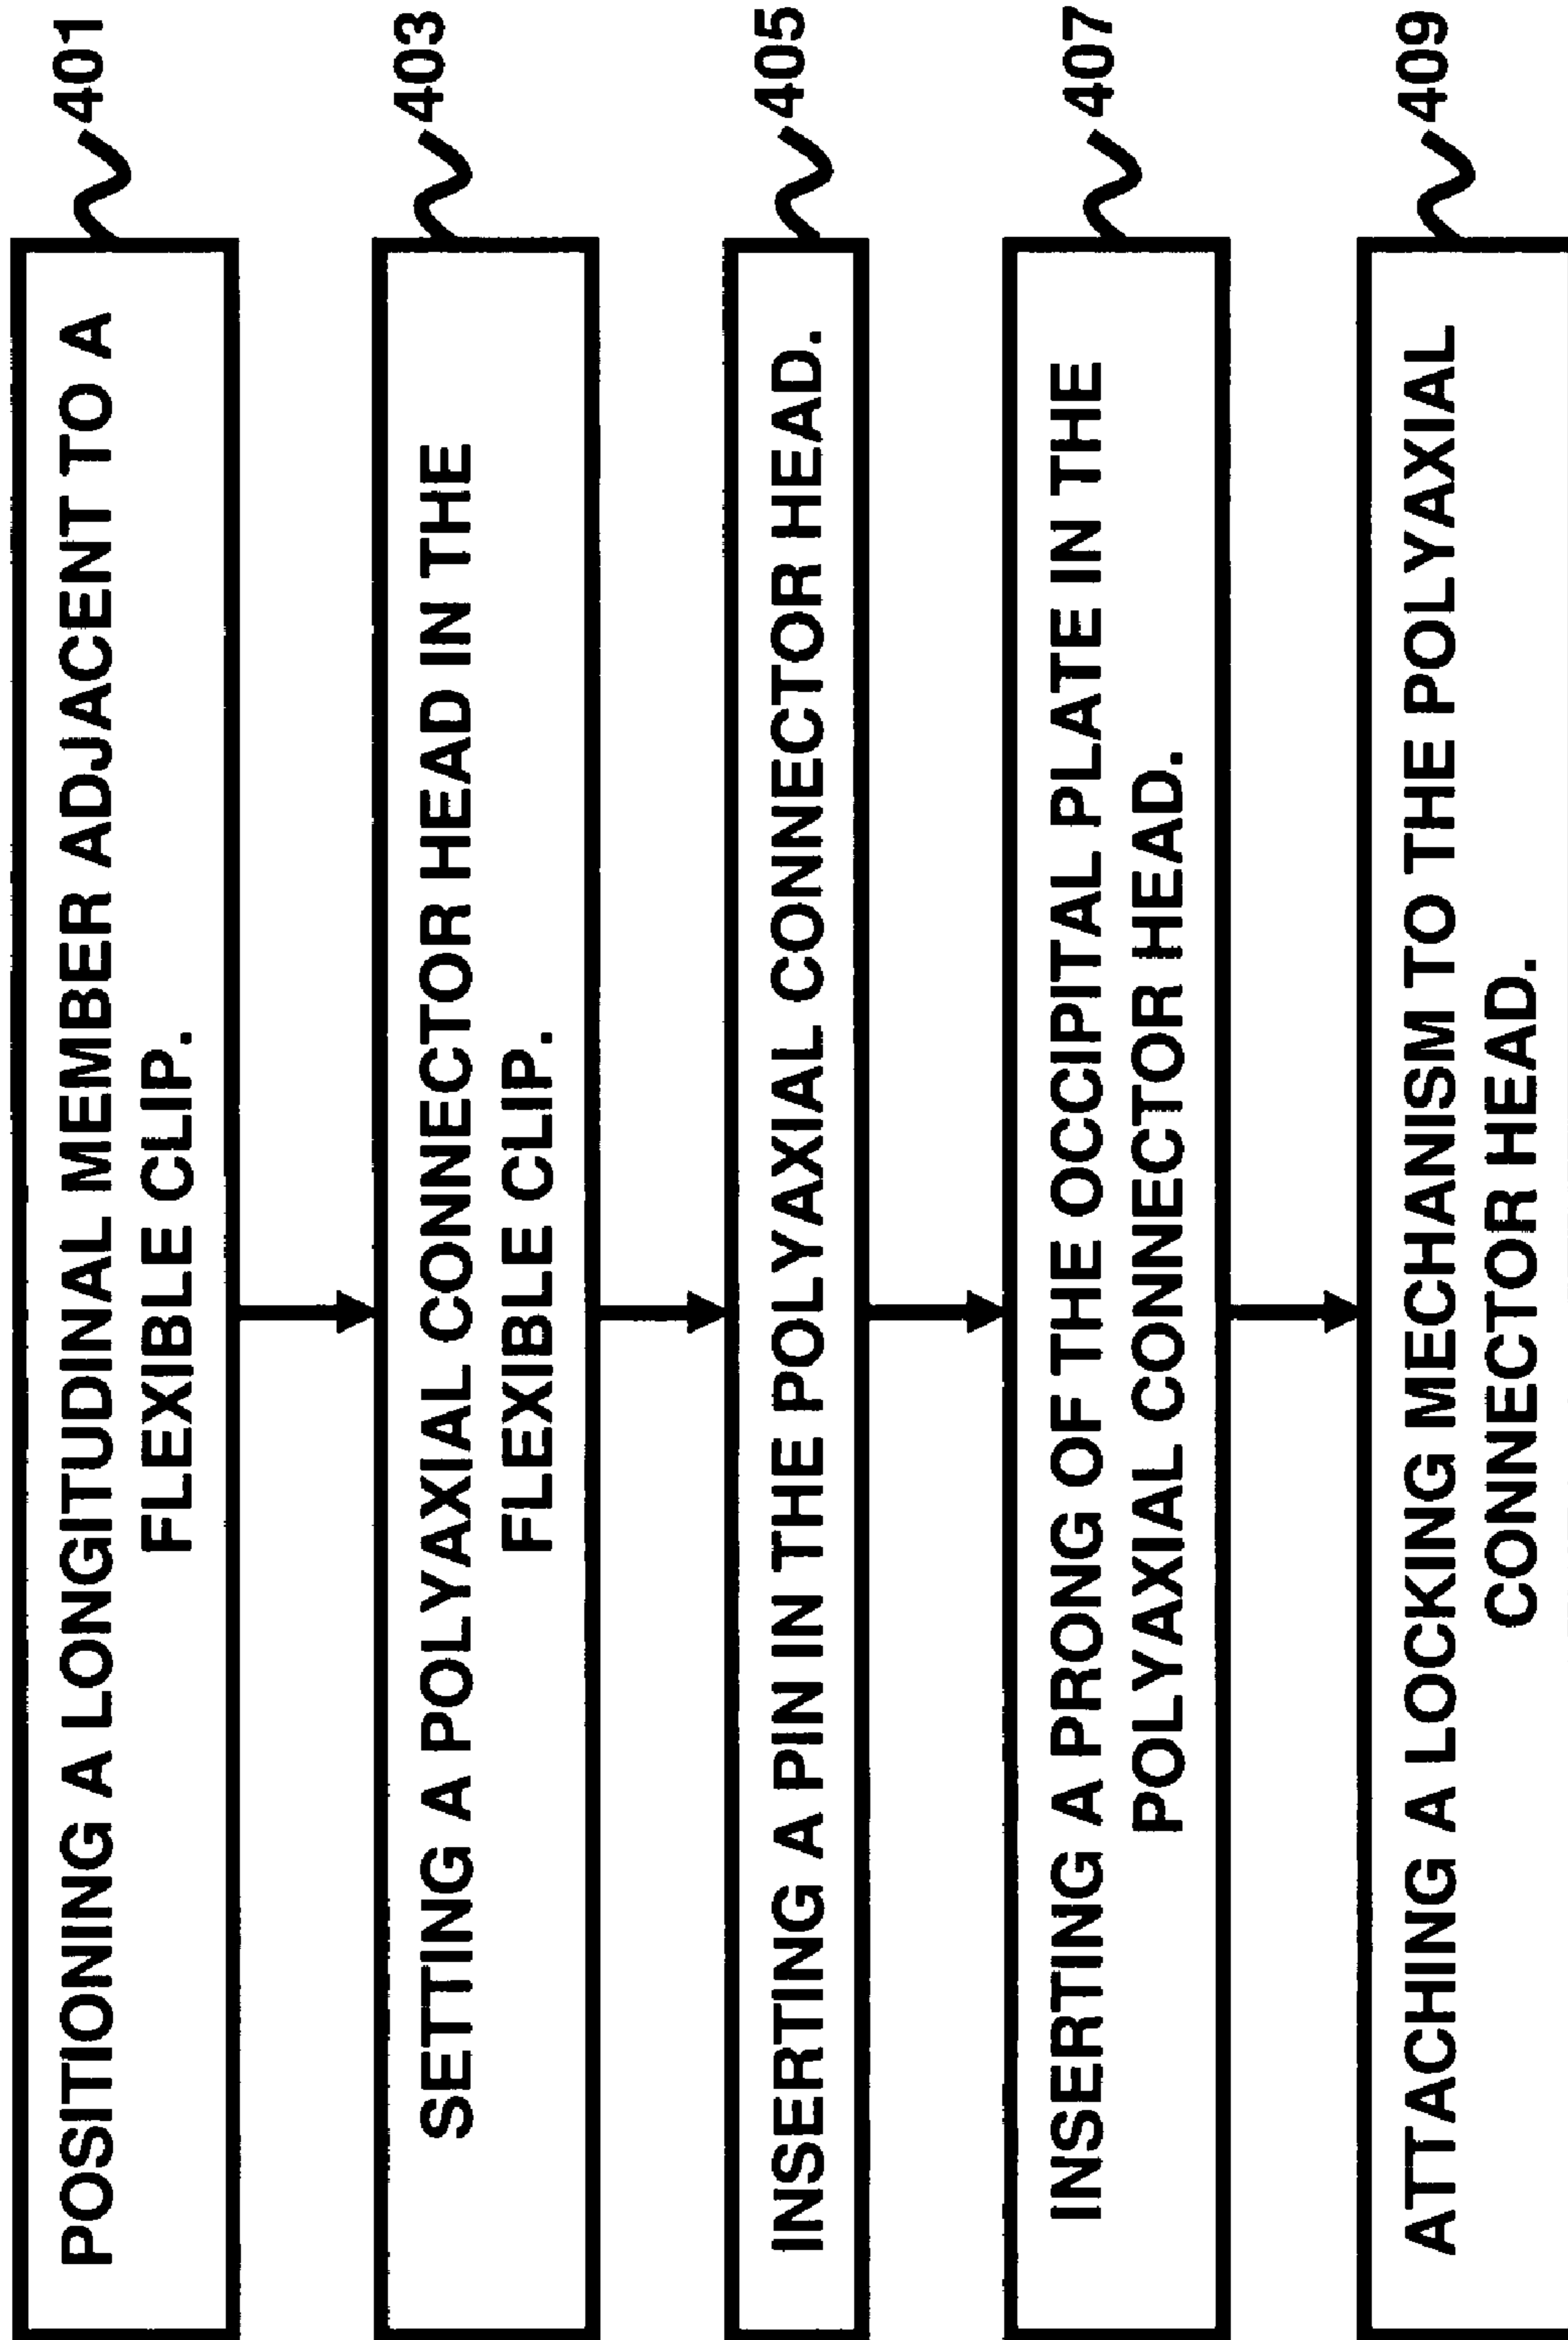 POSITIONING A LONGITUDINAL MEMBER ADJACENT TO A
FLEXIBLE CLIP.
401
SETTING A POLYAXIAL CONNECTOR HEAD IN THE
FLEXIBLE CLIP.
403
INSERTING A PIN IN THE POLYAXIAL CONNECTOR HEAD.
405
INSERTING A PRONG OF THE OCCIPITAL PLATE IN THE
POLYAXIAL CONNECTOR HEAD.
407
ATTACHING A LOCKING MECHANISM TO THE POLYAXIAL
CONNECTOR HEAD.
409